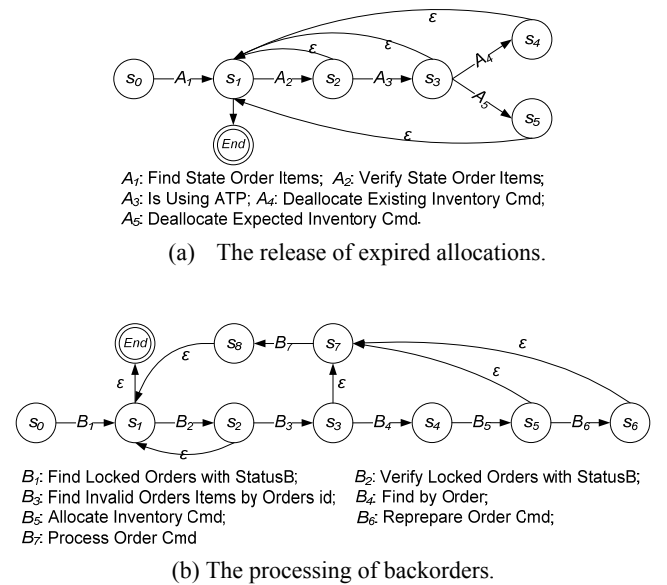 ε
s4
ε
ε
A4
s0
A1
s1
A2
s2
A3
s3
A5
s5
ε
End
A1: Find State Order Items; A2: Verify State Order Items;
A3: Is Using ATP; A4: Deallocate Existing Inventory Cmd;
A5: Deallocate Expected Inventory Cmd.
(a) The release of expired allocations.
End
s8
B7
s7
ε
ε
ε
ε
ε
s0
B1
s1
B2
s2
B3
s3
B4
s4
B5
s5
B6
s6
ε
B1: Find Locked Orders with StatusB;
B2: Verify Locked Orders with StatusB;
B3: Find Invalid Orders Items by Orders id;
B4: Find by Order;
B5: Allocate Inventory Cmd;
B6: Reprepare Order Cmd;
B7: Process Order Cmd
(b) The processing of backorders.